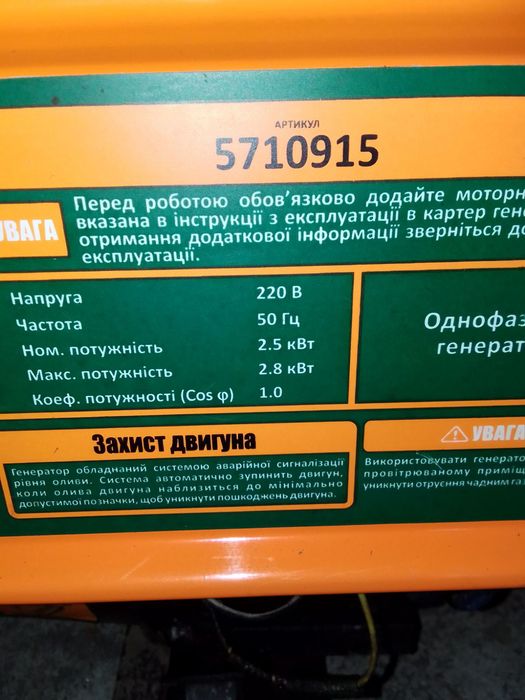 АРТИКУЛ
5710915
УВАГА
Перед роботою обов'язково додайте моторн
вказана в інструкції з експлуатації в картер ген
отримання додаткової інформації зверніться до
експлуатації.
Напруга 220 В
Частота 50 Гц
Ном. потужність 2.5 кВт
Макс. потужність 2.8 кВт
Коеф. потужності (Cos φ) 1.0
Однофаз
генерат
Захист двигуна
Генератор обладнаний системою аварійної сигналізації
рівня оливи. Система автоматично зупинить двигун,
коли олива двигуна наблизиться до мінімально
допустимої позначки, щоб уникнути пошкоджень двигуна.
УВАГА
Використовувати генерато
провітрюваному приміщ
уникнути отруєння чадним газ